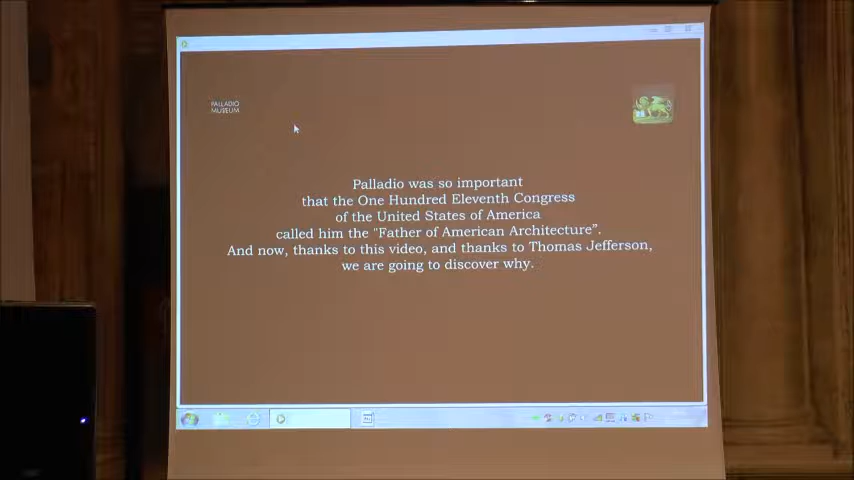 PALLADIO
MUSEUM
Palladio was so important
that the One Hundred Eleventh Congress
of the United States of America
called him the "Father of American Architecture”.
And now, thanks to this video, and thanks to Thomas Jefferson,
we are going to discover why.